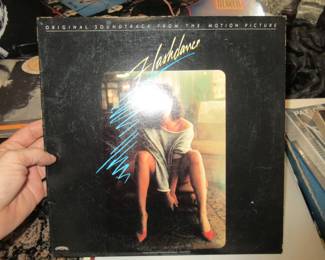 ORIGINAL SOUNDTRACK FROM THE MOTION PICTURE
Flashdance